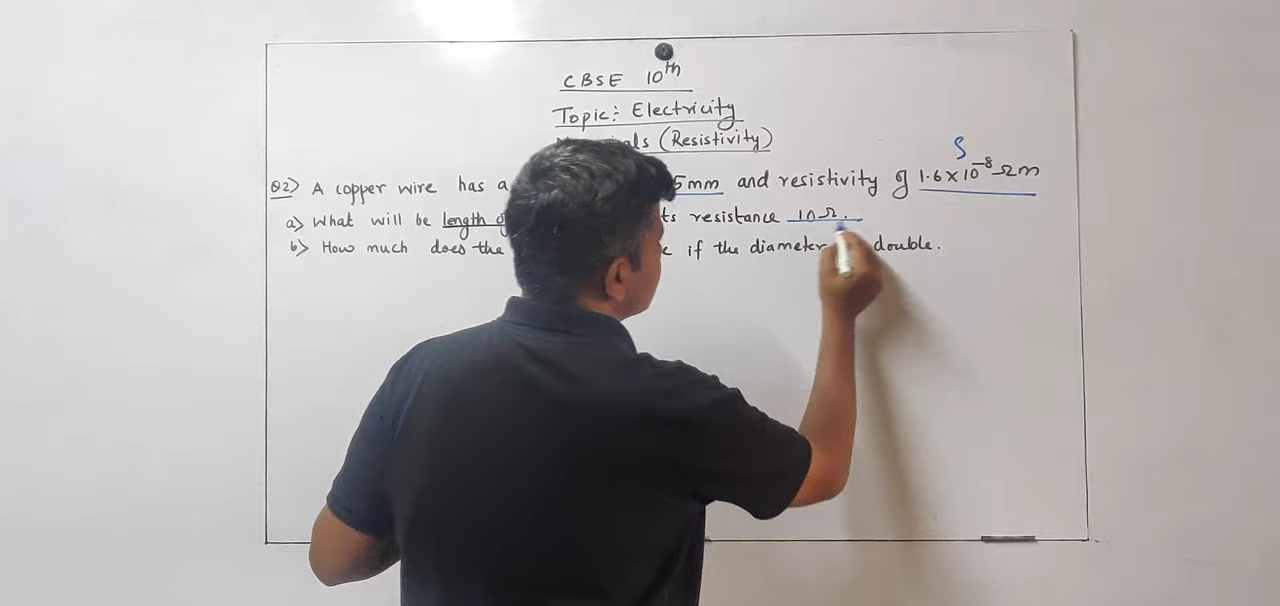 CBSE 10th
Topic:- Electricity
(Resistivity)
Q2) A copper wire has a 5mm and resistivity of 1.6 × 10⁻⁸ Ωm
a) What will be length of resistance 10Ω.
b) How much does the if the diameter double.